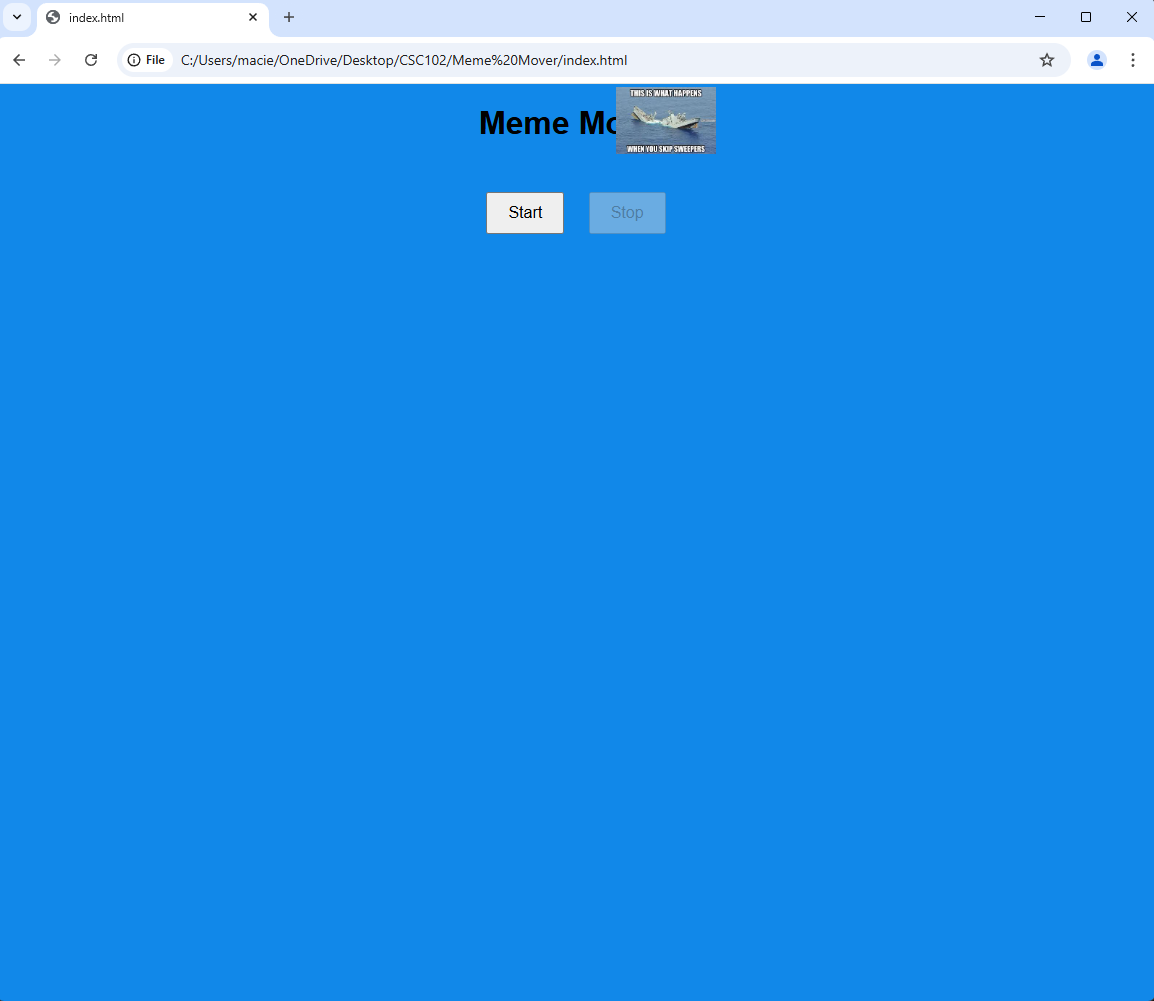 index.html
File
C:/Users/macie/OneDrive/Desktop/CSC102/Meme%20Mover/index.html
Meme Mo
THIS IS WHAT HAPPENS
WHEN YOU SKIP SWEEPERS
Start
Stop